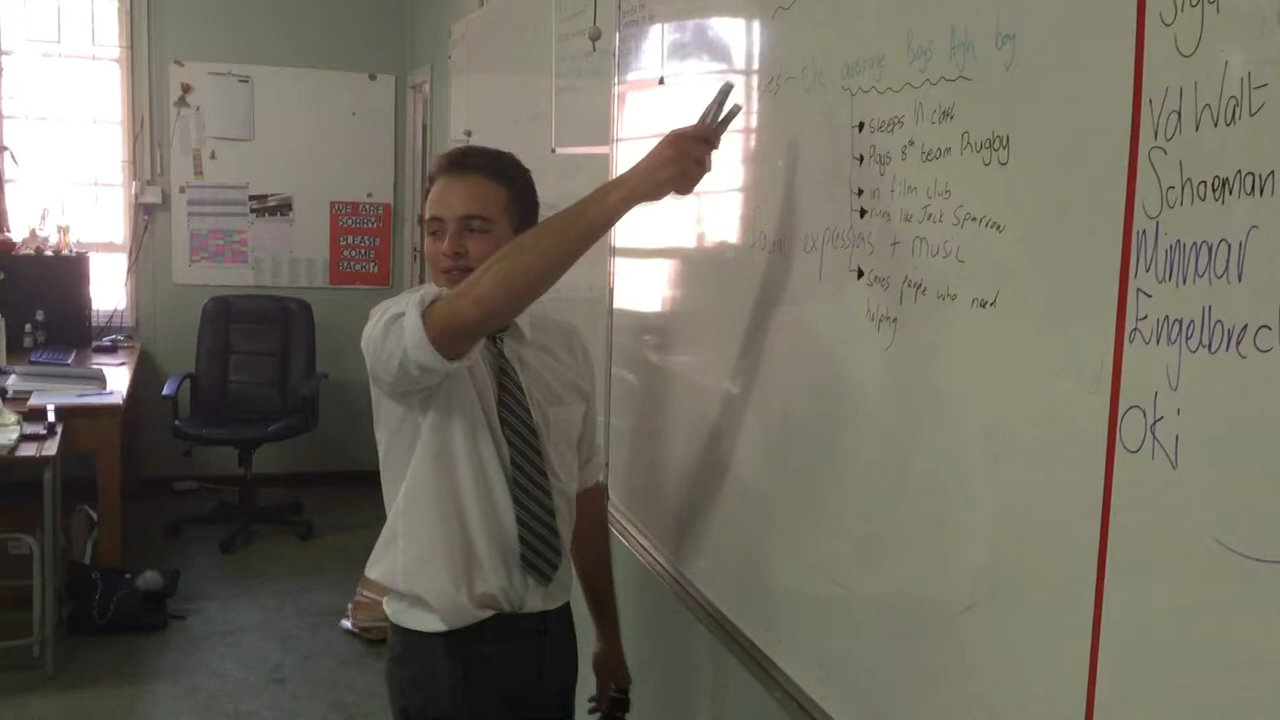 WE ARE
SORRY!
PLEASE
COME
BACK!?
the average Boys High boy
sleeps in class
Plays 8th team Rugby
in film club
runs like Jack Sparrow
expressions + music
Saves people who need
helping
Vd Walt
Schoeman
Minnaar
Engelbrec
Oki